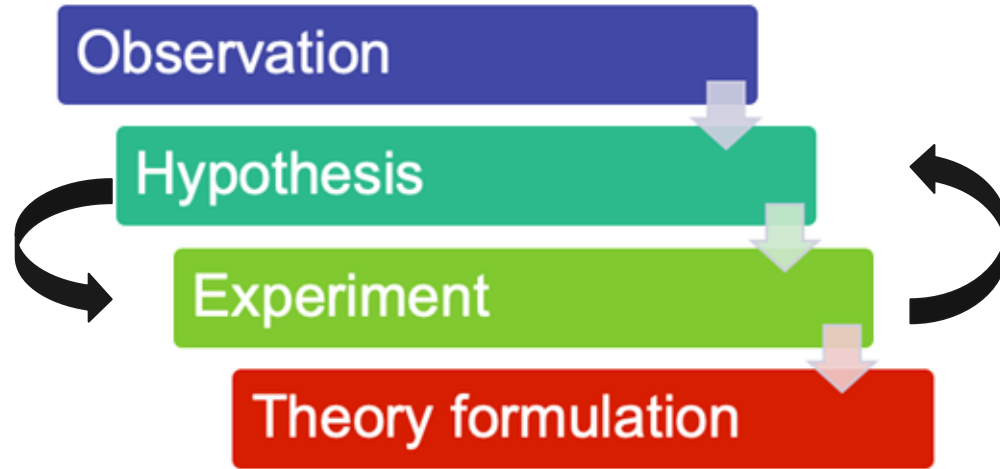 Observation
Hypothesis
Experiment
Theory formulation